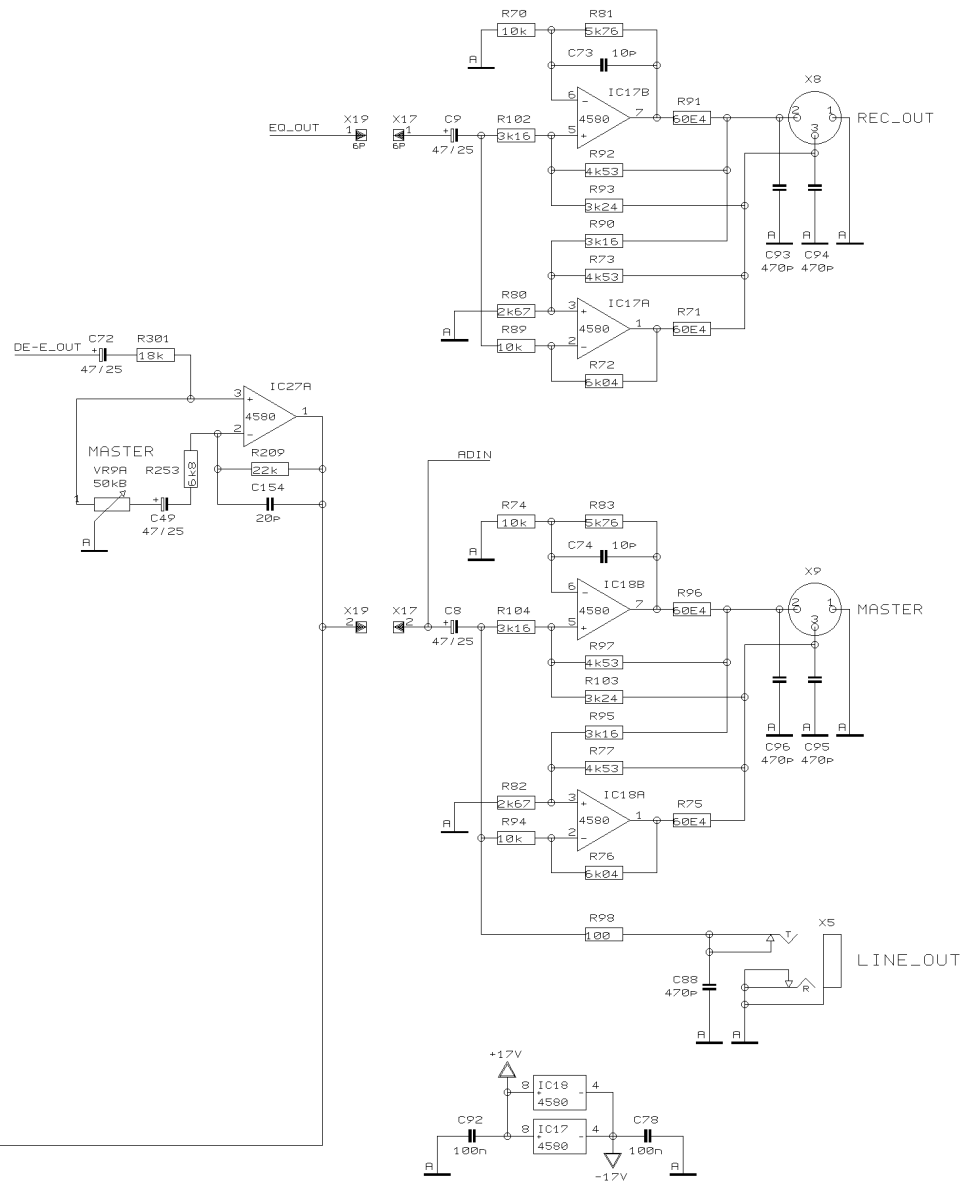 R70
10k
R81
5k76
C73 10p
A
IC17B
6
−
4580
7
5
+
R91
60E4
X8
2
1
3
REC_OUT
EQ_OUT
X19
1
6P
X17
1
6P
C9
+
47/25
R102
3k16
R92
4k53
R93
3k24
R90
3k16
R73
4k53
A
A
A
C93
470p
C94
470p
R80
2k67
A
R89
10k
IC17A
3
+
4580
1
2
−
R71
60E4
R72
6k04
DE-E_OUT
C72
+
47/25
R301
18k
IC27A
3
+
4580
1
2
−
MASTER
VR9A
50kB
1
A
R253
6k8
+
C49
47/25
R209
22k
C154
20p
ADIN
R74
10k
R83
5k76
C74 10p
A
IC18B
6
−
4580
7
5
+
R96
60E4
X9
2
1
3
MASTER
X19
2
X17
2
C8
+
47/25
R104
3k16
R97
4k53
R103
3k24
R95
3k16
R77
4k53
A
A
A
C96
470p
C95
470p
R82
2k67
A
R94
10k
IC18A
3
+
4580
1
2
−
R75
60E4
R76
6k04
R98
100
X5
T
R
LINE_OUT
C88
470p
A
A
+17V
8
+
IC18
−
4
4580
C92
100n
A
8
+
IC17
−
4
4580
C78
100n
A
-17V